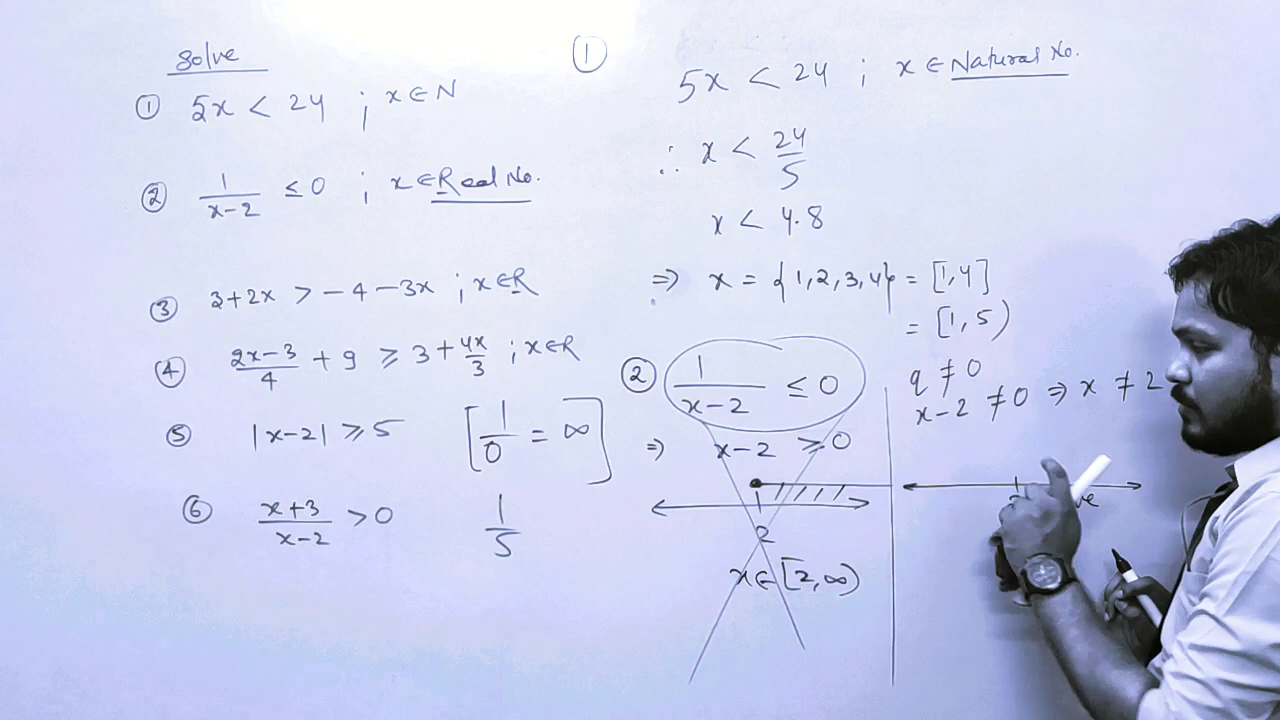 Solve
① 5x < 24 ; x ∈ N
② 1/(x-2) ≤ 0 ; x ∈ Real No.
③ 3+2x > -4-3x ; x ∈ R
④ (2x-3)/4 + 9 ≥ 3 + 4x/3 ; x ∈ R
⑤ |x-2| ≥ 5
[1/0 = ∞]
⑥ (x+3)/(x-2) > 0
1/5
①
5x < 24 ; x ∈ Natural No.
∴ x < 24/5
x < 4.8
⇒ x = {1,2,3,4} = [1,4]
= [1,5)
② 1/(x-2) ≤ 0
⇒ x-2 ≥ 0
2
x ∈ [2,∞)
q ≠ 0
x-2 ≠ 0 ⇒ x ≠ 2